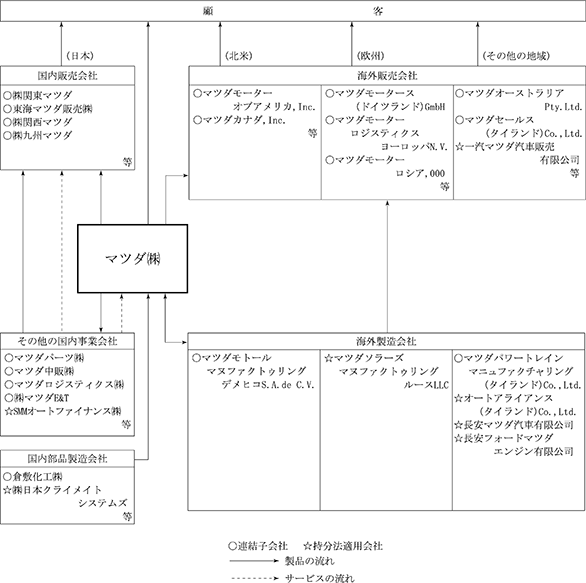 顧 客
(日本)
(北米)
(欧州)
(その他の地域)
国内販売会社
○㈱関東マツダ
○東海マツダ販売㈱
○㈱関西マツダ
○㈱九州マツダ
等
海外販売会社
○マツダモーター
オブアメリカ,Inc.
○マツダカナダ,Inc.
等
○マツダモータース
(ドイツランド)GmbH
○マツダモーター
ロジスティクス
ヨーロッパN.V.
○マツダモーター
ロシア,OOO
等
○マツダオーストラリア
Pty.Ltd.
○マツダセールス
(タイランド)Co.,Ltd.
☆一汽マツダ汽車販売
有限公司
等
マツダ㈱
その他の国内事業会社
○マツダパーツ㈱
○マツダ中販㈱
○マツダロジスティクス㈱
○㈱マツダE&T
☆SMMオートファイナンス㈱
等
海外製造会社
○マツダモトール
マヌファクトゥリング
デメヒコS.A.de C.V.
☆マツダソラーズ
マヌファクトゥリング
ルースLLC
○マツダパワートレイン
マニュファクチャリング
(タイランド)Co.,Ltd.
☆オートアライアンス
(タイランド)Co.,Ltd.
☆長安マツダ汽車有限公司
☆長安フォードマツダ
エンジン有限公司
国内部品製造会社
○倉敷化工㈱
☆㈱日本クライメイト
システムズ
等
○連結子会社 ☆持分法適用会社
製品の流れ
サービスの流れ